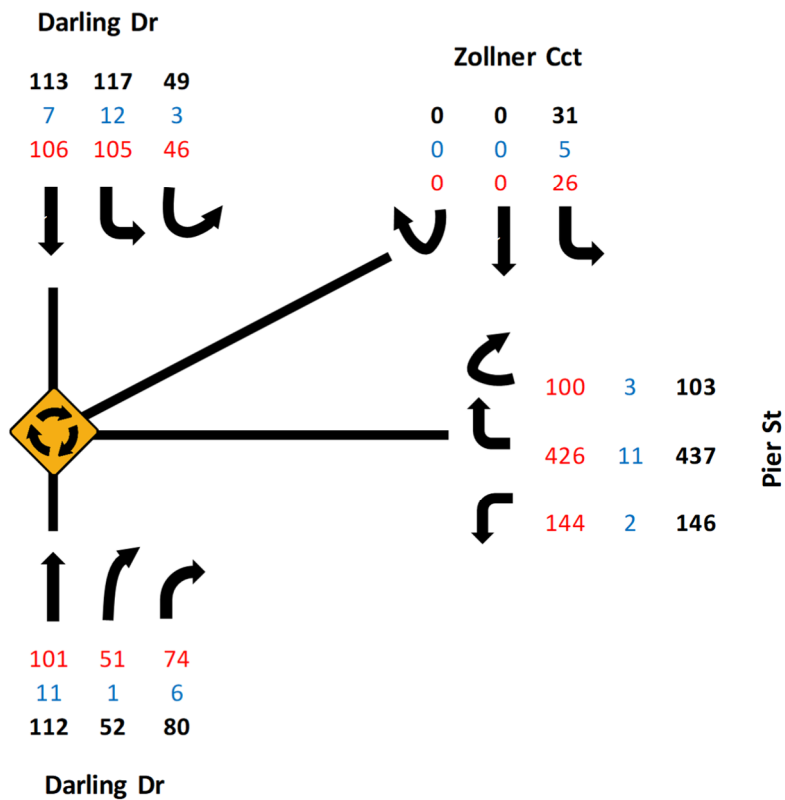 Darling Dr
Zollner Cct
113 117 49
7 12 3
106 105 46
0 0 31
0 0 5
0 0 26
100 3 103
426 11 437
144 2 146
Pier St
101 51 74
11 1 6
112 52 80
Darling Dr